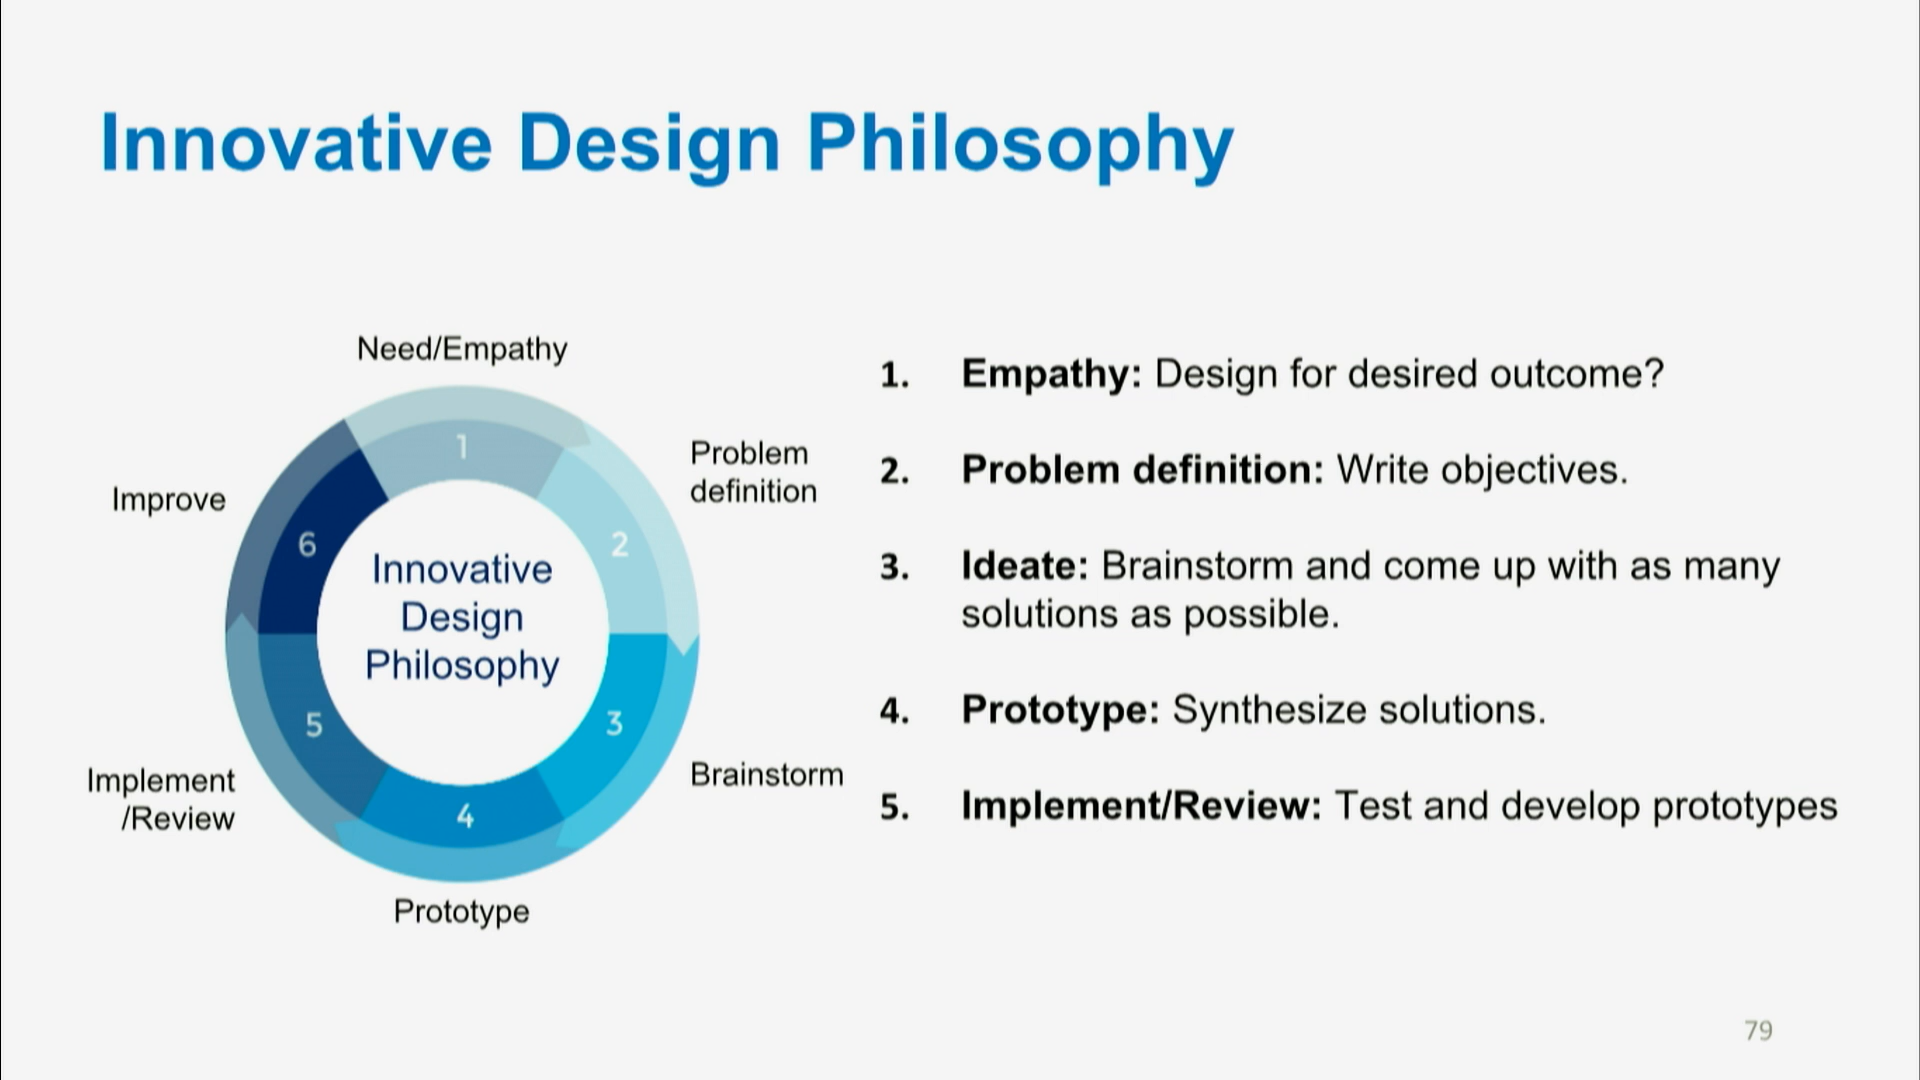 Innovative Design Philosophy
Need/Empathy
1
Problem
definition
2
Improve
6
Innovative
Design
Philosophy
5
3
Implement
/Review
Brainstorm
4
Prototype
1. Empathy: Design for desired outcome?
2. Problem definition: Write objectives.
3. Ideate: Brainstorm and come up with as many
solutions as possible.
4. Prototype: Synthesize solutions.
5. Implement/Review: Test and develop prototypes
79